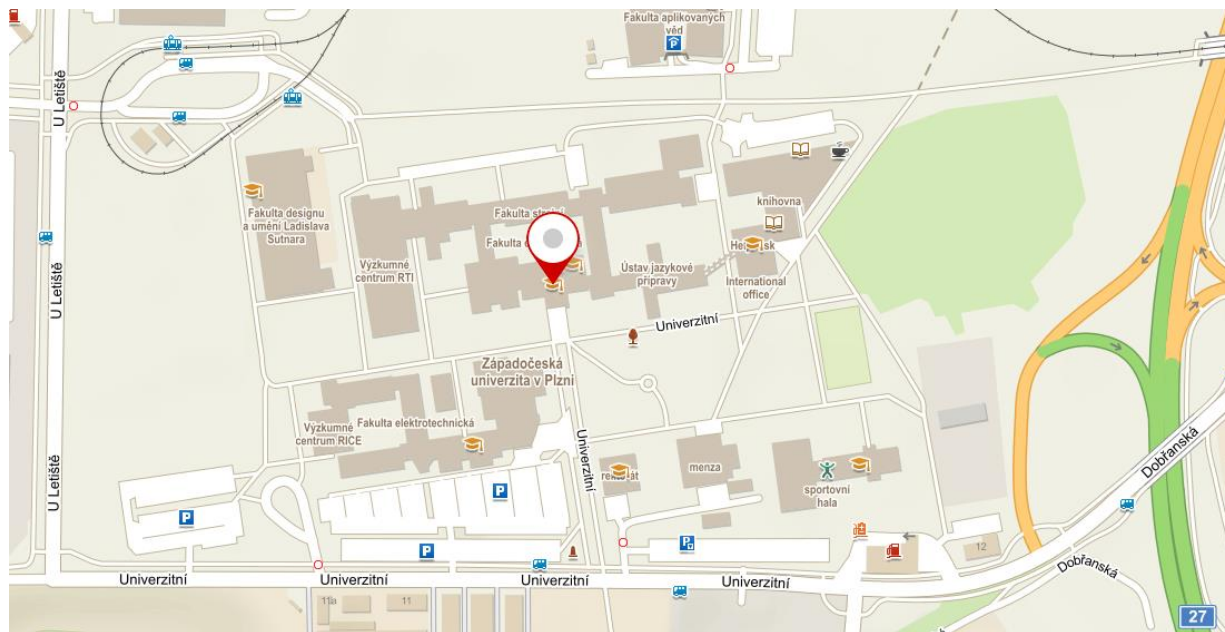 Fakulta aplikovaných
věd
U Letiště
Fakulta designu
a umění Ladislava
Sutnara
Fakulta
knihovna
Výzkumné
centrum RTI
Fakulta
Ústav jazykové
přípravy
International
office
U Letiště
Univerzitní
Západočeská
univerzita v Plzni
Výzkumné
centrum RICE
Fakulta elektrotechnická
Univerzitní
menza
sportovní
hala
U Letiště
Dobřanská
12
Dobřanská
Univerzitní
Univerzitní
Univerzitní
Univerzitní
11a
11
27